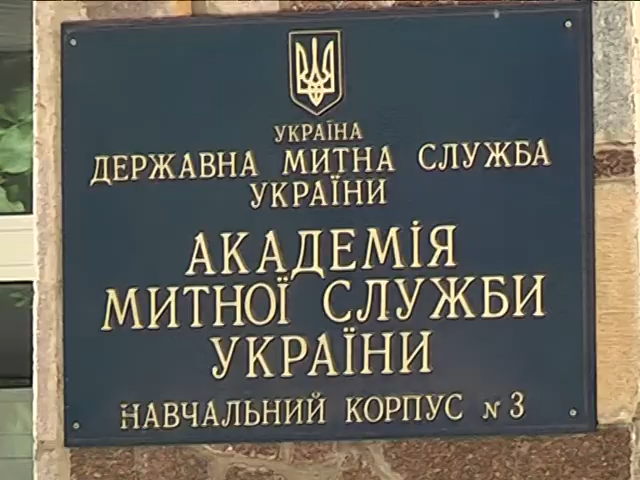 УКРАЇНА
ДЕРЖАВНА МИТНА СЛУЖБА
УКРАЇНИ
АКАДЕМІЯ
МИТНОЇ СЛУЖБИ
УКРАЇНИ
НАВЧАЛЬНИЙ КОРПУС № 3